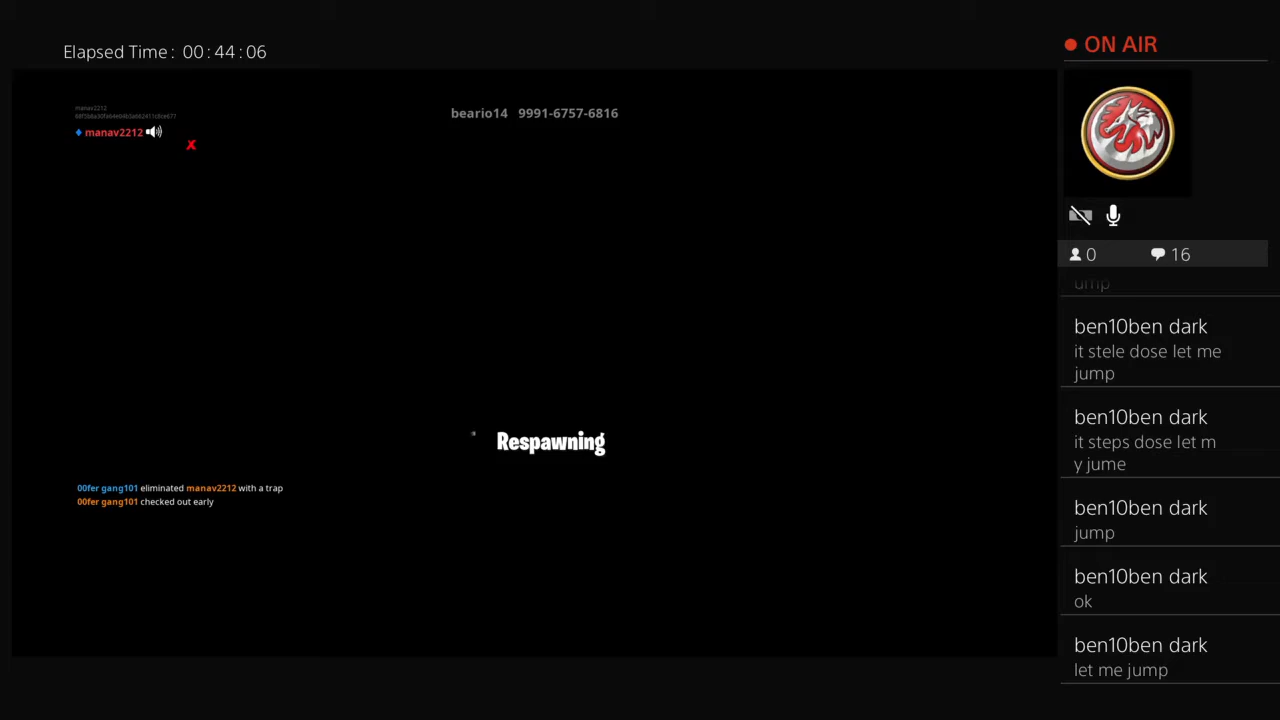 Elapsed Time: 00:44:06
ON AIR
manav2212
manav2212
X
beario14 9991-6757-6816
0 16
ump
ben10ben dark
it stele dose let me
jump
ben10ben dark
it steps dose let m
y jume
ben10ben dark
jump
ben10ben dark
ok
ben10ben dark
let me jump
Respawning
00fer gang101 eliminated manav2212 with a trap
00fer gang101 checked out early